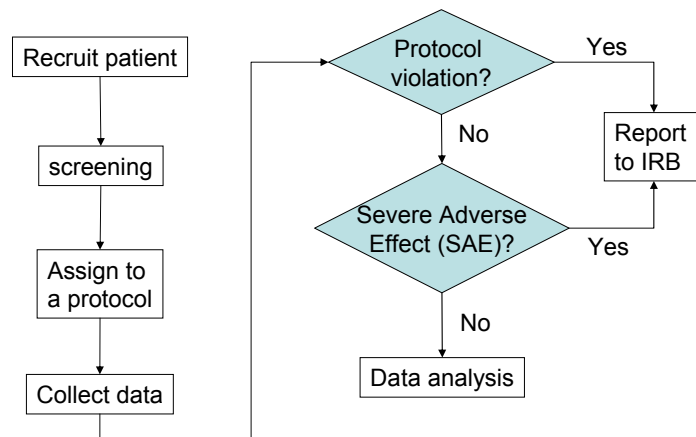 Recruit patient
screening
Assign to
a protocol
Collect data
Protocol
violation?
Yes
No
Report
to IRB
Severe Adverse
Effect (SAE)?
Yes
No
Data analysis